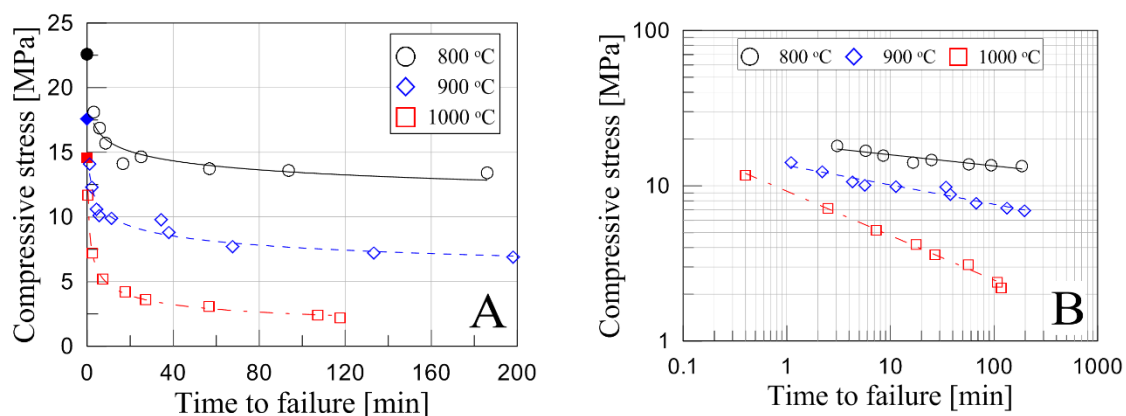 Compressive stress [MPa]
25
20
15
10
5
0
800 °C
900 °C
1000 °C
A
0 40 80 120 160 200
Time to failure [min]
Compressive stress [MPa]
100
10
1
800 °C 900 °C 1000 °C
B
0.1 1 10 100 1000
Time to failure [min]